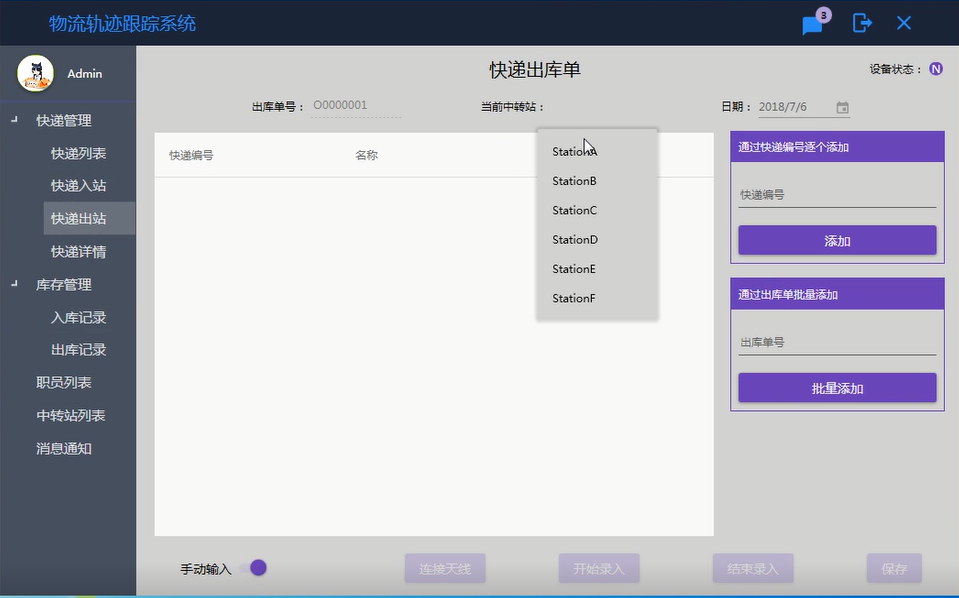 物流轨迹跟踪系统
3
Admin
快递管理
快递列表
快递入站
快递出站
快递详情
库存管理
入库记录
出库记录
职员列表
中转站列表
消息通知
快递出库单
设备状态： N
出库单号： O0000001 当前中转站： 日期： 2018/7/6
快递编号 名称
StationA
StationB
StationC
StationD
StationE
StationF
通过快递编号逐个添加
快递编号
添加
通过出库单批量添加
出库单号
批量添加
手动输入 连接天线 开始录入 结束录入 保存